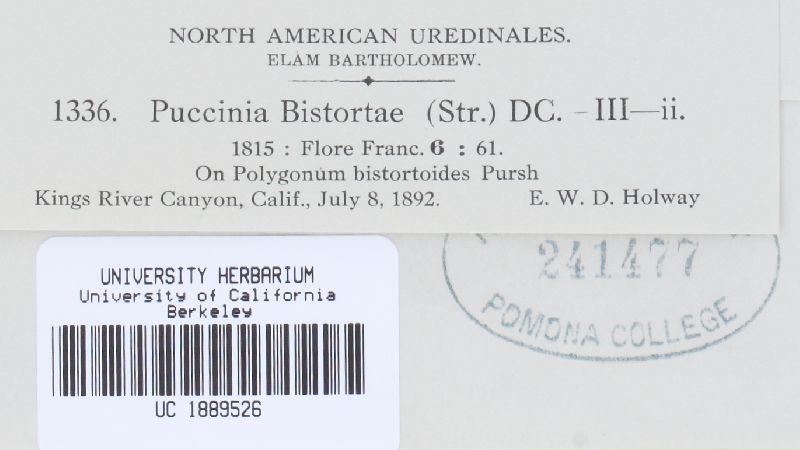 NORTH AMERICAN UREDINALES.
ELAM BARTHOLOMEW.
1336. Puccinia Bistortae (Str.) DC. – III—ii.
1815 : Flore Franc. 6 : 61.
On Polygonum bistortoides Pursh
Kings River Canyon, Calif., July 8, 1892. E. W. D. Holway
241477
POMONA COLLEGE
UNIVERSITY HERBARIUM
University of California
Berkeley
UC 1889526